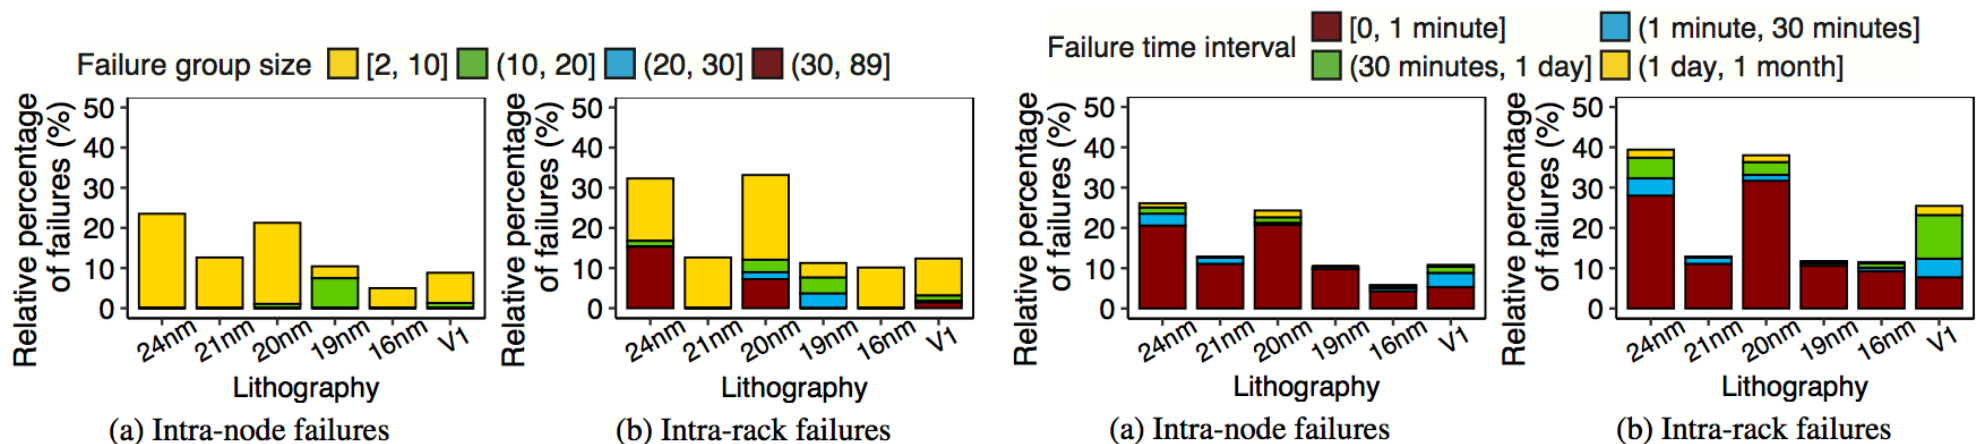 Failure group size [2, 10] (10, 20] (20, 30] (30, 89]
Relative percentage
of failures (%)
50
40
30
20
10
0
24nm 21nm 20nm 19nm 16nm V1
Lithography
(a) Intra-node failures
Relative percentage
of failures (%)
50
40
30
20
10
0
24nm 21nm 20nm 19nm 16nm V1
Lithography
(b) Intra-rack failures
Failure time interval
[0, 1 minute] (1 minute, 30 minutes]
(30 minutes, 1 day] (1 day, 1 month]
Relative percentage
of failures (%)
50
40
30
20
10
0
24nm 21nm 20nm 19nm 16nm V1
Lithography
(a) Intra-node failures
Relative percentage
of failures (%)
50
40
30
20
10
0
24nm 21nm 20nm 19nm 16nm V1
Lithography
(b) Intra-rack failures